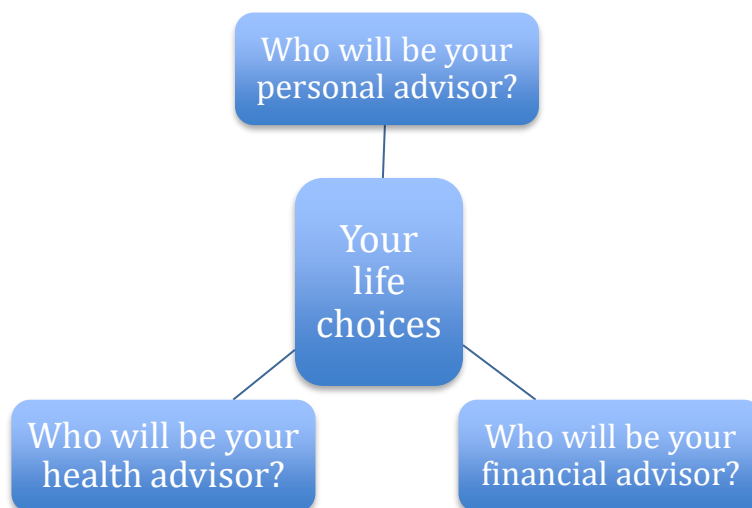 Who will be your
personal advisor?
Your
life
choices
Who will be your
health advisor?
Who will be your
financial advisor?